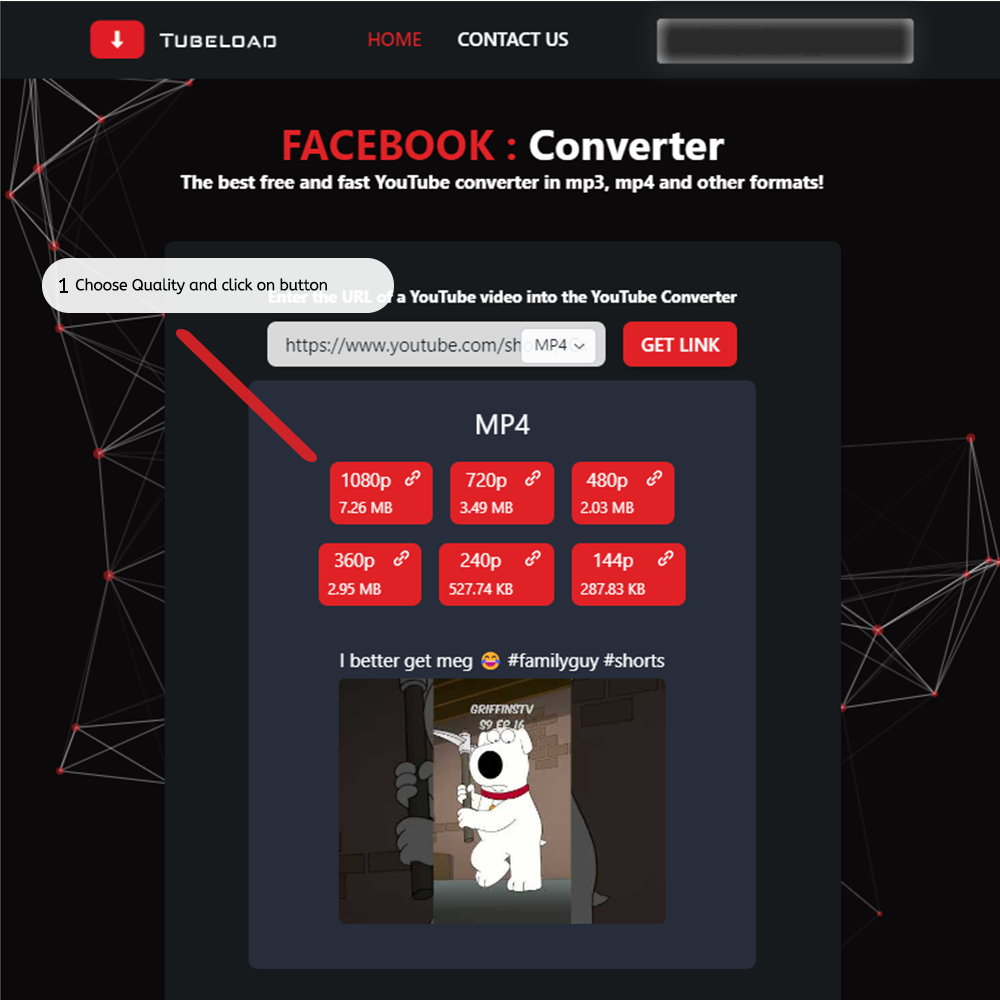 TUBELOAD
HOME
CONTACT US
FACEBOOK : Converter
The best free and fast YouTube converter in mp3, mp4 and other formats!
1 Choose Quality and click on button
Enter the URL of a YouTube video into the YouTube Converter
https://www.youtube.com/sh
MP4
GET LINK
MP4
1080p
7.26 MB
720p
3.49 MB
480p
2.03 MB
360p
2.95 MB
240p
527.74 KB
144p
287.83 KB
I better get meg 😂 #familyguy #shorts
GRIFFINSTV
S9 EP 16